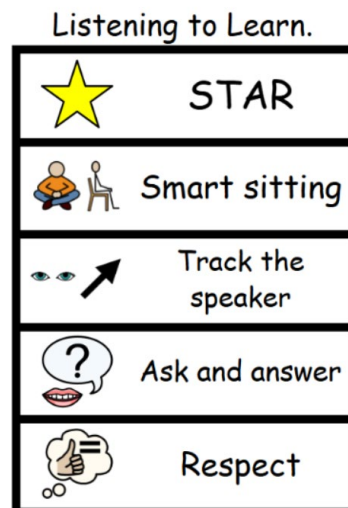 Listening to Learn.
STAR
Smart sitting
Track the
speaker
?
Ask and answer
=
Respect